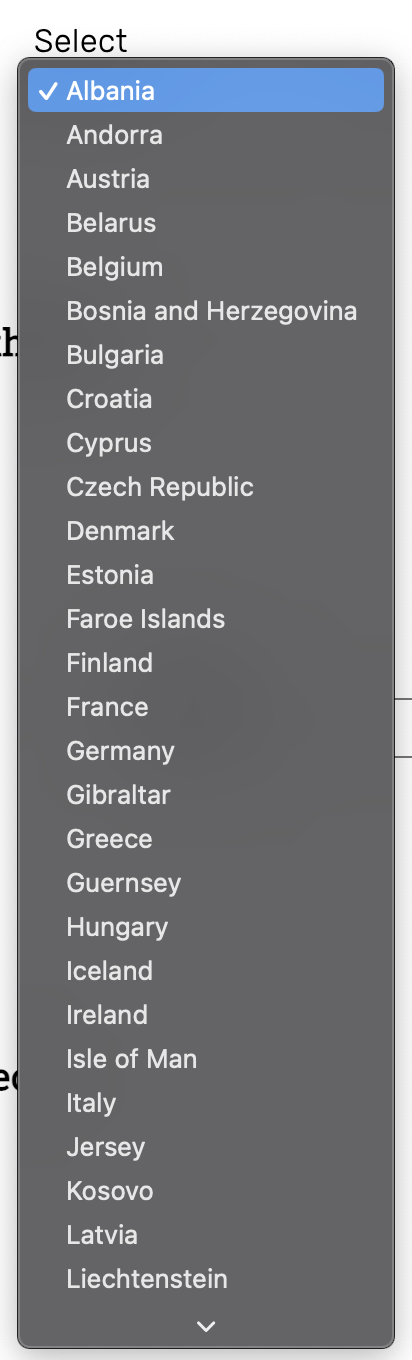 Select
Albania
Andorra
Austria
Belarus
Belgium
Bosnia and Herzegovina
Bulgaria
Croatia
Cyprus
Czech Republic
Denmark
Estonia
Faroe Islands
Finland
France
Germany
Gibraltar
Greece
Guernsey
Hungary
Iceland
Ireland
Isle of Man
Italy
Jersey
Kosovo
Latvia
Liechtenstein